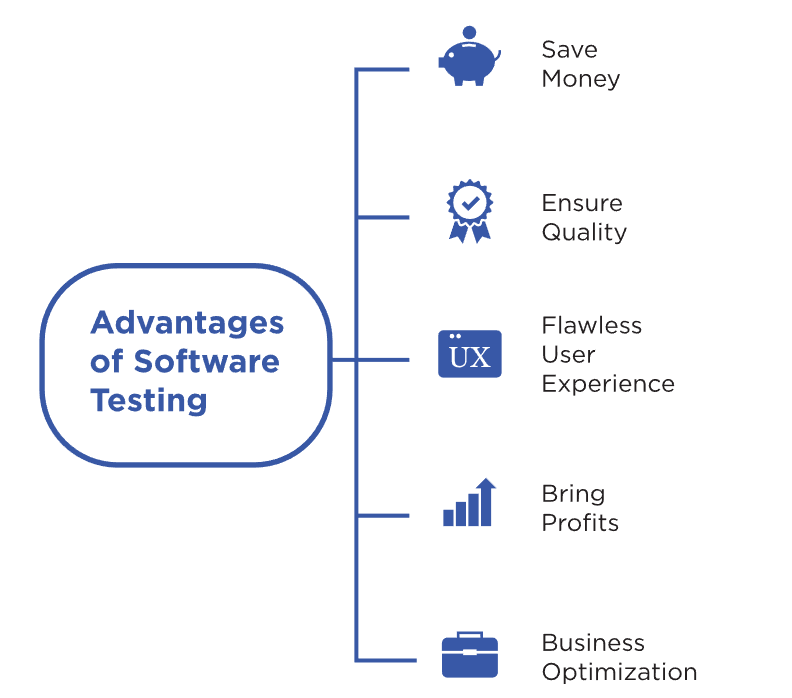 Save
Money
Ensure
Quality
Advantages
of Software
Testing
Flawless
User
Experience
UX
Bring
Profits
Business
Optimization